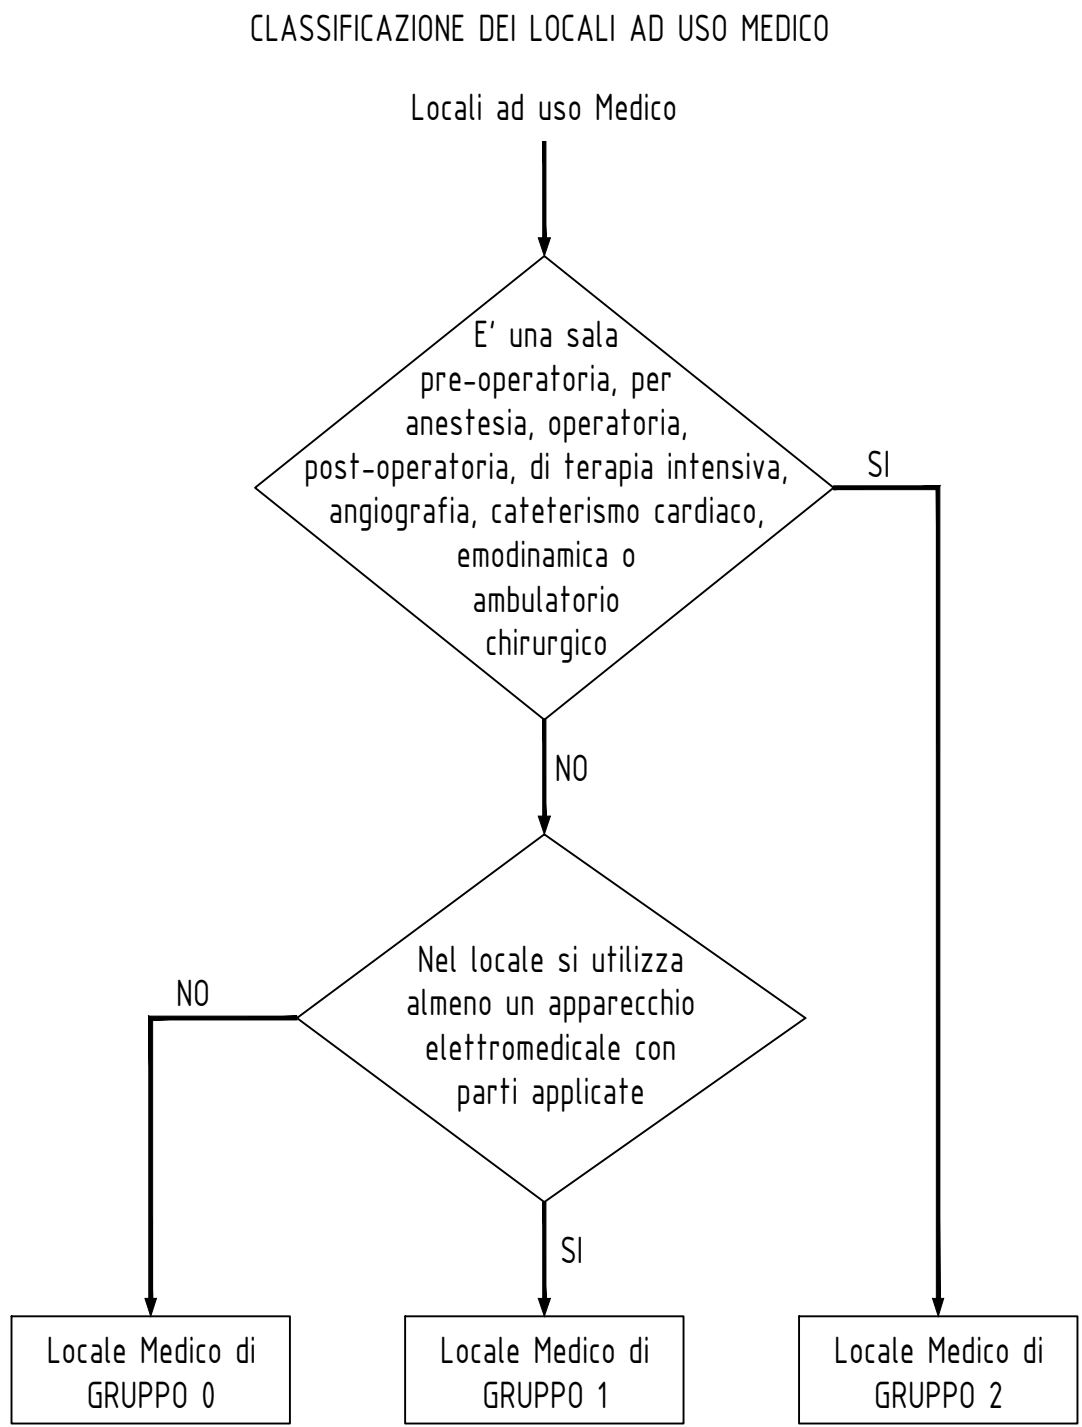 CLASSIFICAZIONE DEI LOCALI AD USO MEDICO
Locali ad uso Medico
E' una sala
pre-operatoria, per
anestesia, operatoria,
post-operatoria, di terapia intensiva,
angiografia, cateterismo cardiaco,
emodinamica o
ambulatorio
chirurgico
SI
NO
Nel locale si utilizza
almeno un apparecchio
elettromedicale con
parti applicate
NO
SI
Locale Medico di
GRUPPO 0
Locale Medico di
GRUPPO 1
Locale Medico di
GRUPPO 2